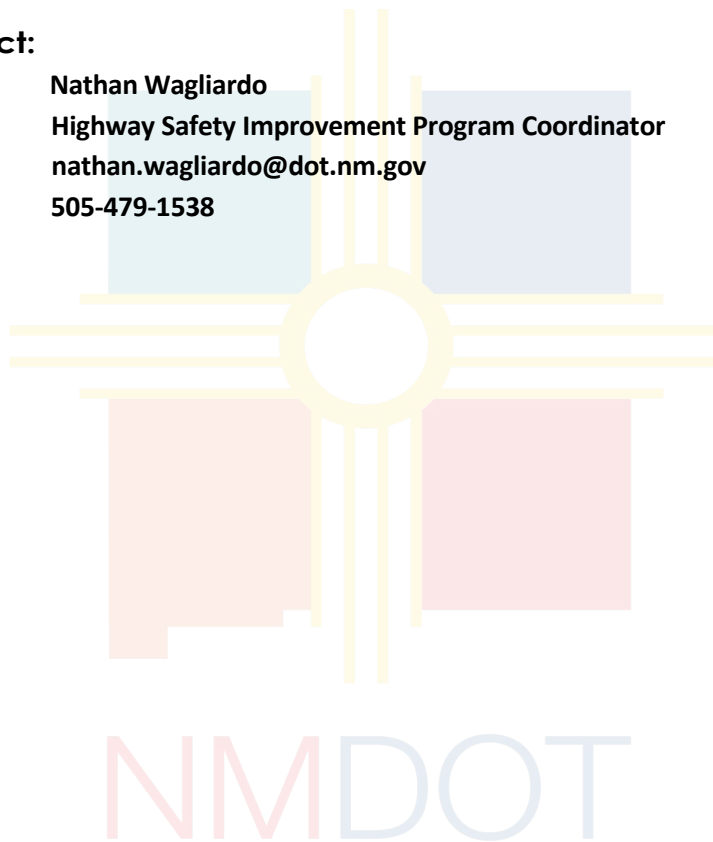 ct:
Nathan Wagliardo
Highway Safety Improvement Program Coordinator
nathan.wagliardo@dot.nm.gov
505-479-1538
NMDOT